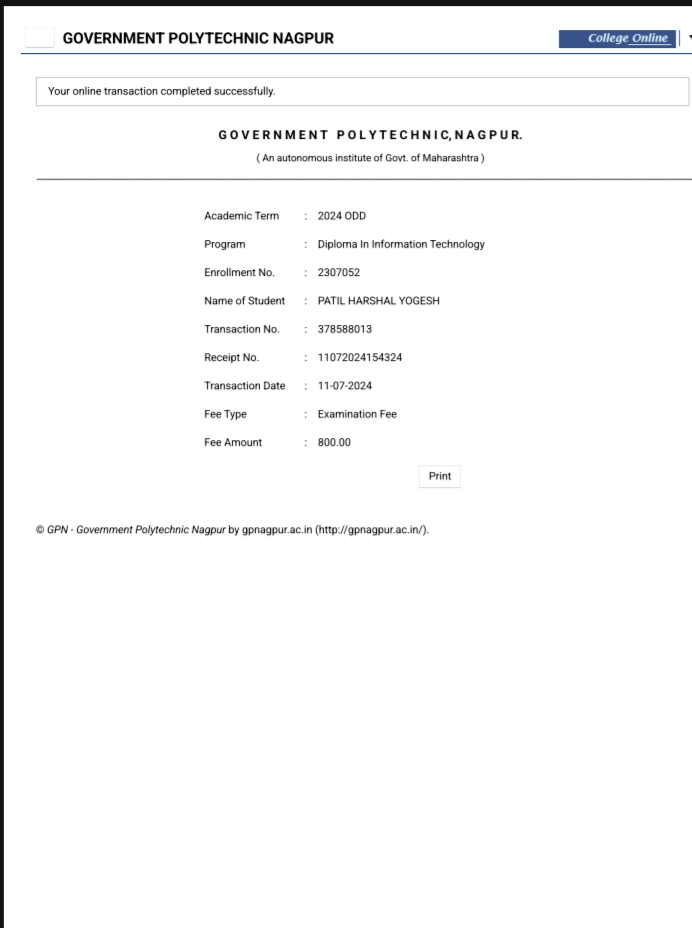 GOVERNMENT POLYTECHNIC NAGPUR College Online
Your online transaction completed successfully.
GOVERNMENT POLYTECHNIC, NAGPUR.
( An autonomous institute of Govt. of Maharashtra )
Academic Term : 2024 ODD
Program : Diploma In Information Technology
Enrollment No. : 2307052
Name of Student : PATIL HARSHAL YOGESH
Transaction No. : 378588013
Receipt No. : 11072024154324
Transaction Date : 11-07-2024
Fee Type : Examination Fee
Fee Amount : 800.00
Print
© GPN - Government Polytechnic Nagpur by gpnagpur.ac.in (http://gpnagpur.ac.in/).